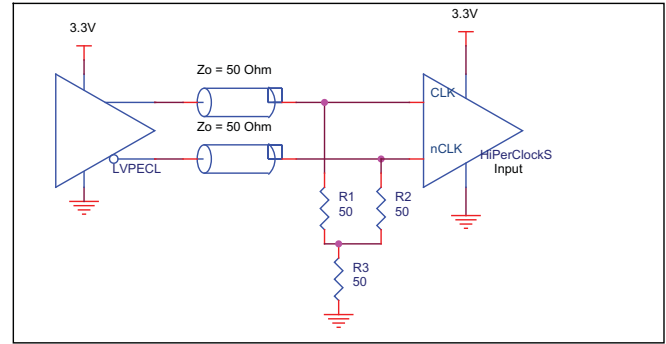 3.3V
3.3V
Zo = 50 Ohm
CLK
Zo = 50 Ohm
nCLK
LVPECL
HiPerClockS
Input
R1
50
R2
50
R3
50